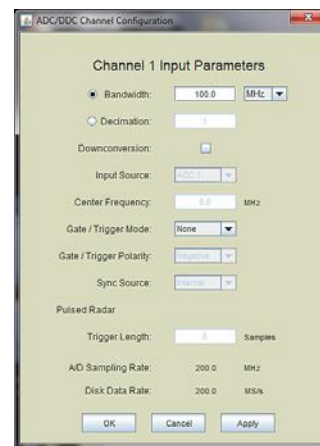 ADC/DDC Channel Configuration
Channel 1 Input Parameters
Bandwidth: 100.0 MHz
Decimation: 1
Downconversion:
Input Source: ADC 1
Center Frequency: 0.0 MHz
Gate / Trigger Mode: None
Gate / Trigger Polarity: Negative
Sync Source: Internal
Pulsed Radar
Trigger Length: 0 Samples
A/D Sampling Rate: 200.0 MHz
Disk Data Rate: 200.0 MS/s
OK Cancel Apply